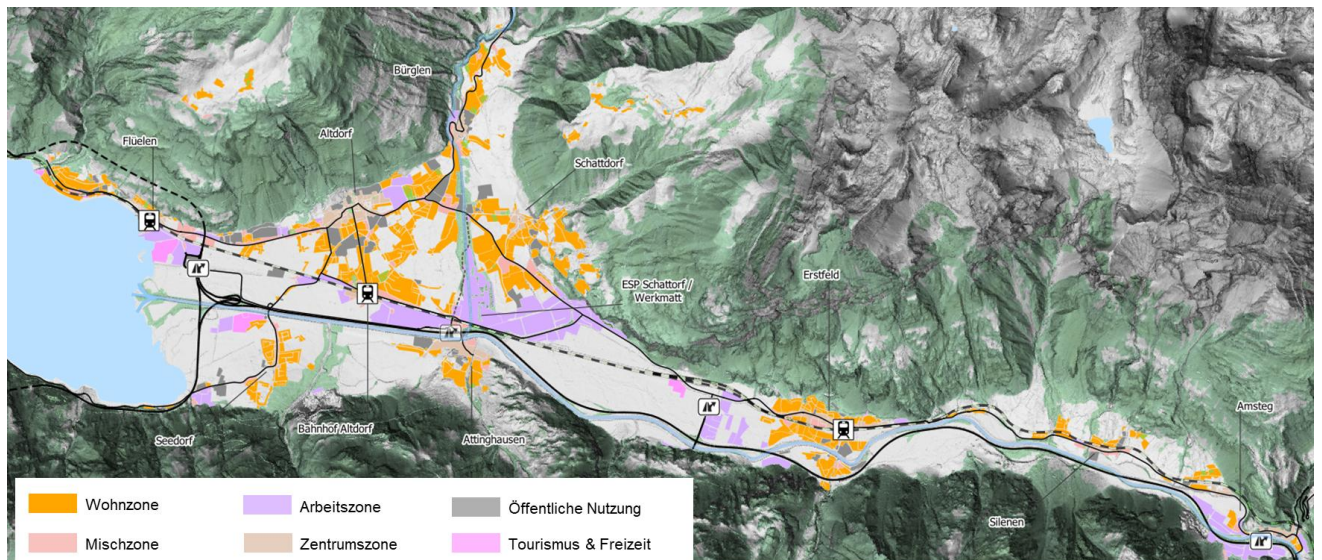 Bürglen
Flüelen
Altdorf
Schattdorf
Erstfeld
ESP Schattorf /
Werkmatt
Amsteg
Seedorf
Bahnhof Altdorf
Attinghausen
Silenen
Wohnzone
Arbeitszone
Öffentliche Nutzung
Mischzone
Zentrumszone
Tourismus & Freizeit